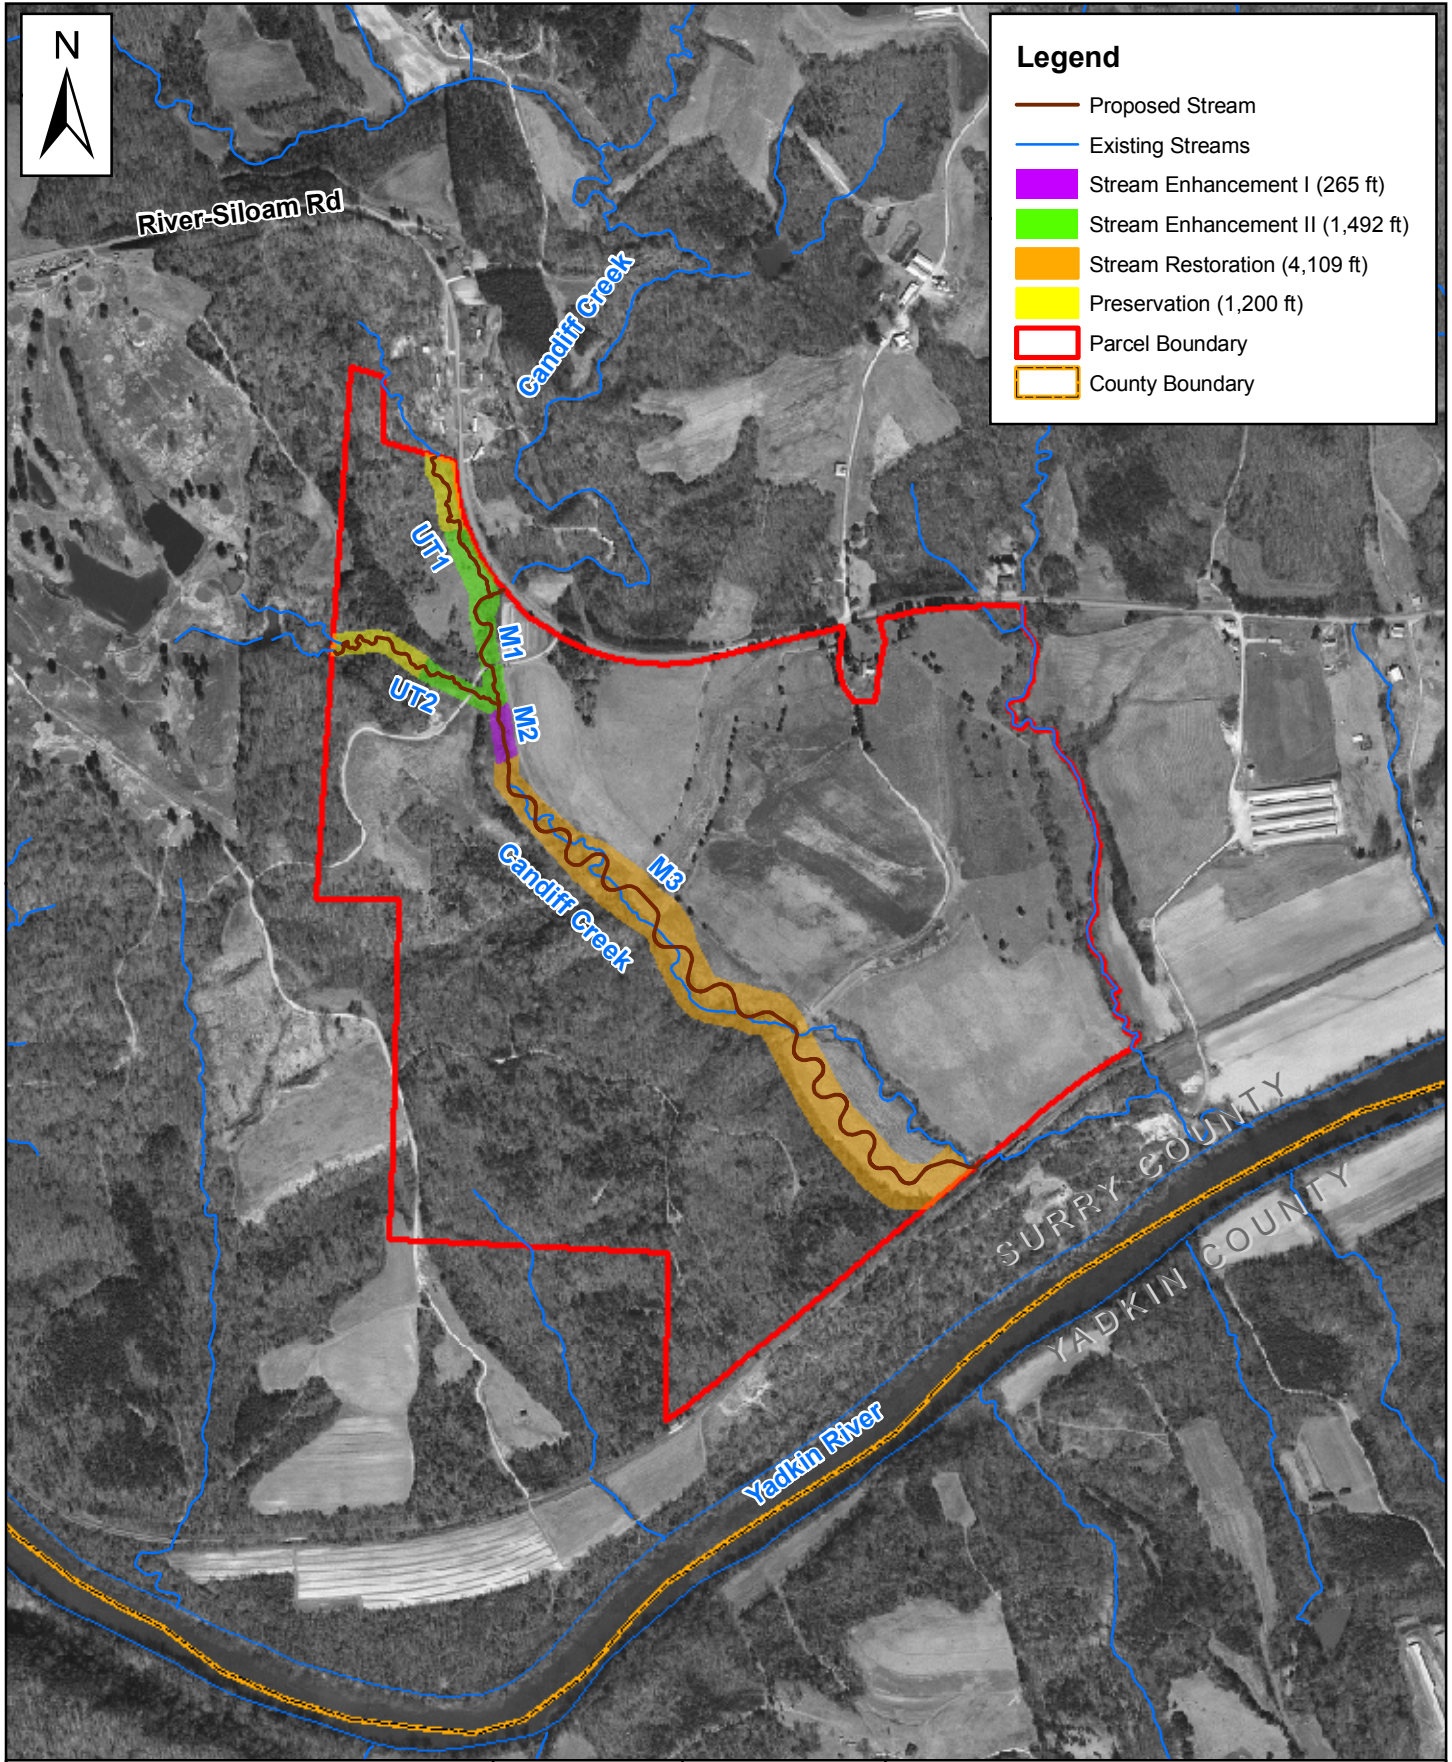 N
Legend
Proposed Stream
Existing Streams
Stream Enhancement I (265 ft)
Stream Enhancement II (1,492 ft)
Stream Restoration (4,109 ft)
Preservation (1,200 ft)
Parcel Boundary
County Boundary
River-Siloam Rd
Candiff Creek
UT1
M1
UT2
M2
M3
Candiff Creek
SURRY COUNTY
YADKIN COUNTY
Yadkin River